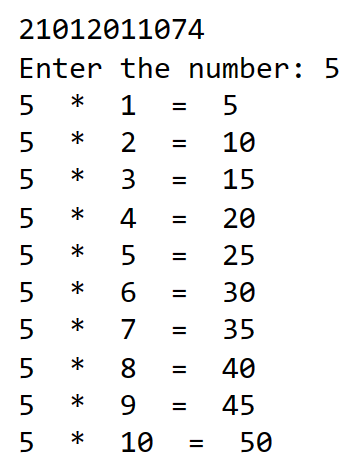 21012011074
Enter the number: 5
5  *  1  =  5
5  *  2  =  10
5  *  3  =  15
5  *  4  =  20
5  *  5  =  25
5  *  6  =  30
5  *  7  =  35
5  *  8  =  40
5  *  9  =  45
5  *  10  =  50